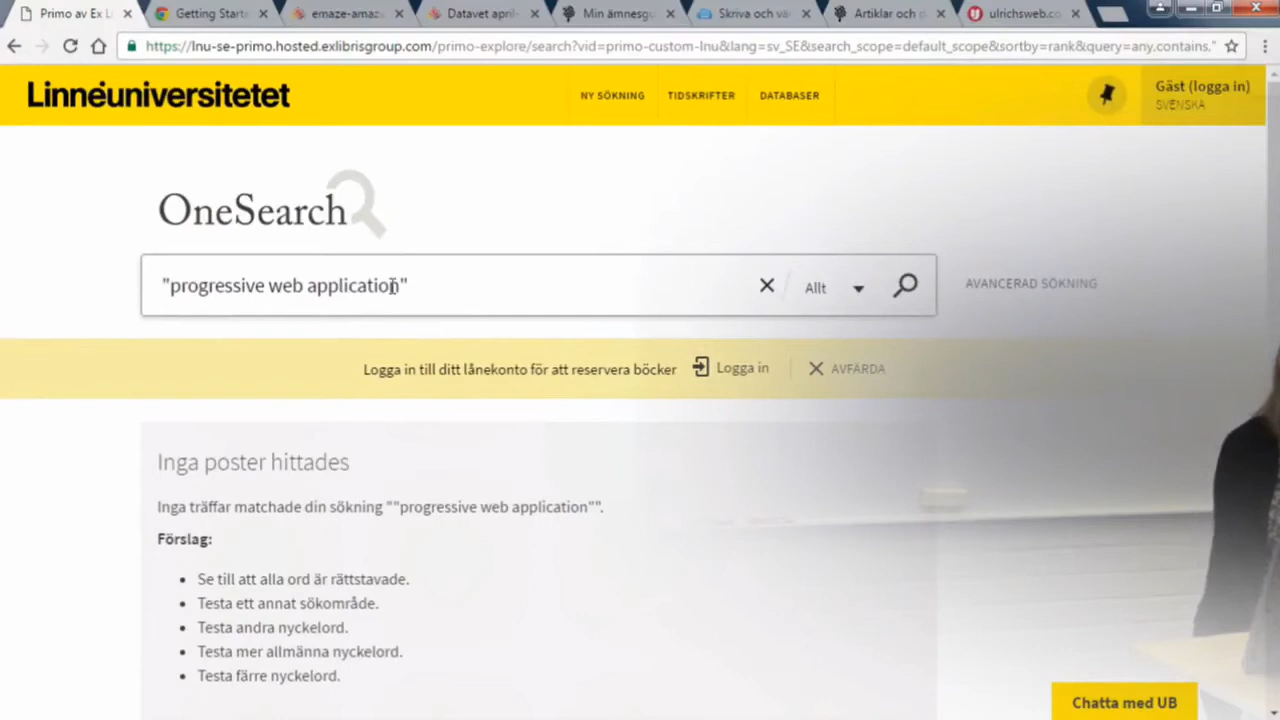 Primo av Ex Li
Getting Starte
emaze-amaz
Datavet april
Min ämnesgu
Skriva och vä
Artiklar och
ulrichsweb.co
https://lnu-se-primo.hosted.exlibrisgroup.com/primo-explore/search?vid=primo-custom-lnu&lang=sv_SE&search_scope=default_scope&sortby=rank&query=any.contains."
Linnéuniversitetet
NY SÖKNING
TIDSKRIFTER
DATABASER
Gäst (logga in)
SVENSKA
OneSearch
"progressive web application"
Allt
AVANCERAD SÖKNING
Logga in till ditt lånekonto för att reservera böcker
Logga in
AVFÄRDA
Inga poster hittades
Inga träffar matchade din sökning ""progressive web application"".
Förslag:
Se till att alla ord är rättstavade.
Testa ett annat sökområde.
Testa andra nyckelord.
Testa mer allmänna nyckelord.
Testa färre nyckelord.
Chatta med UB